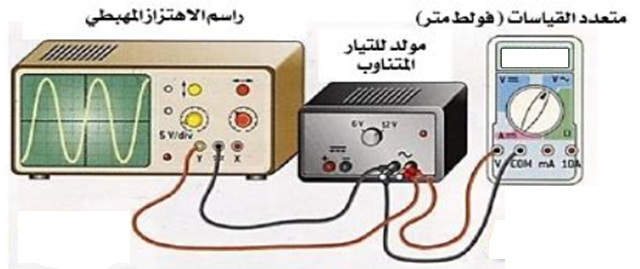 راسم الاهتزاز المهبطي
مولد للتيار
المتناوب
متعدد القياسات ( فولط متر)
5 V/div
Y
X
6 V 12 V
+ −
~
V⎓ V~
A⎓ Ω
V COM mA 10A